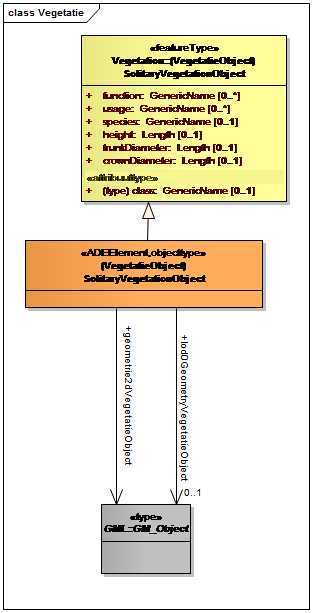 class Vegetatie
«featureType»
Vegetation::(VegetatieObject)
SolitaryVegetationObject
+ function: GenericName [0..*]
+ usage: GenericName [0..*]
+ species: GenericName [0..1]
+ height: Length [0..1]
+ trunkDiameter: Length [0..1]
+ crownDiameter: Length [0..1]
«attribuuttype»
+ (type) class: GenericName [0..1]
«ADEElement,objecttype»
(VegetatieObject)
SolitaryVegetationObject
+geometrie2dVegetatieObject
+lod0GeometryVegetatieObject
0..1
«type»
GML::GM_Object